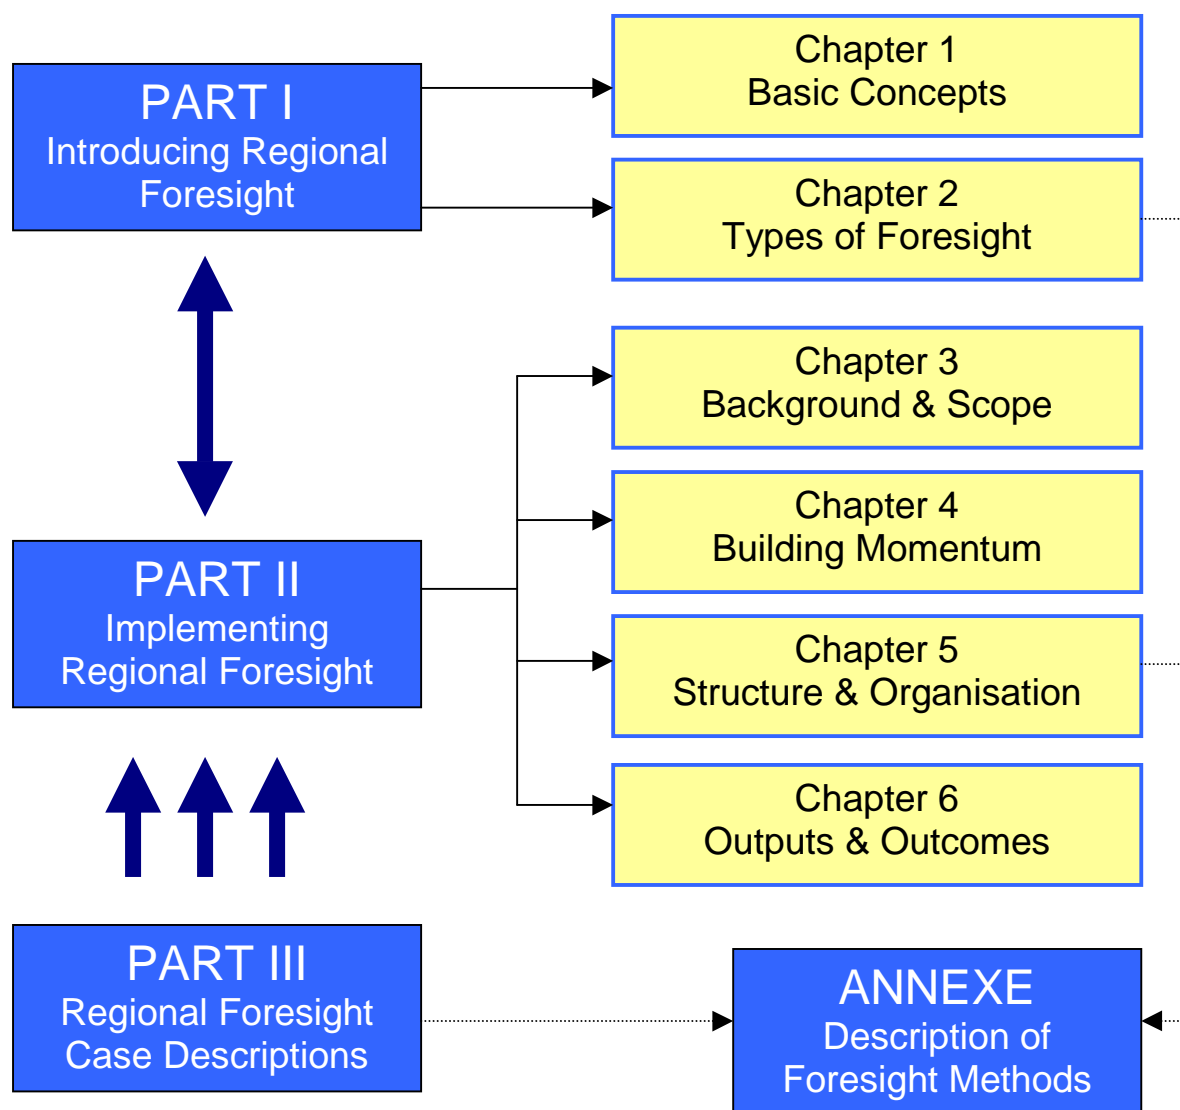 PART I
Introducing Regional
Foresight
Chapter 1
Basic Concepts
Chapter 2
Types of Foresight
PART II
Implementing
Regional Foresight
Chapter 3
Background & Scope
Chapter 4
Building Momentum
Chapter 5
Structure & Organisation
Chapter 6
Outputs & Outcomes
PART III
Regional Foresight
Case Descriptions
ANNEXE
Description of
Foresight Methods